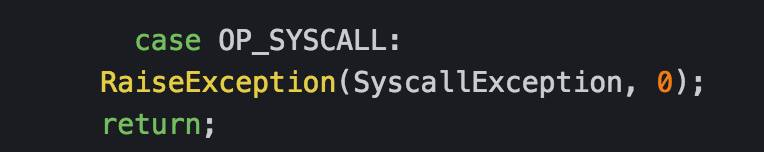 case OP_SYSCALL:
RaiseException(SyscallException, 0);
return;